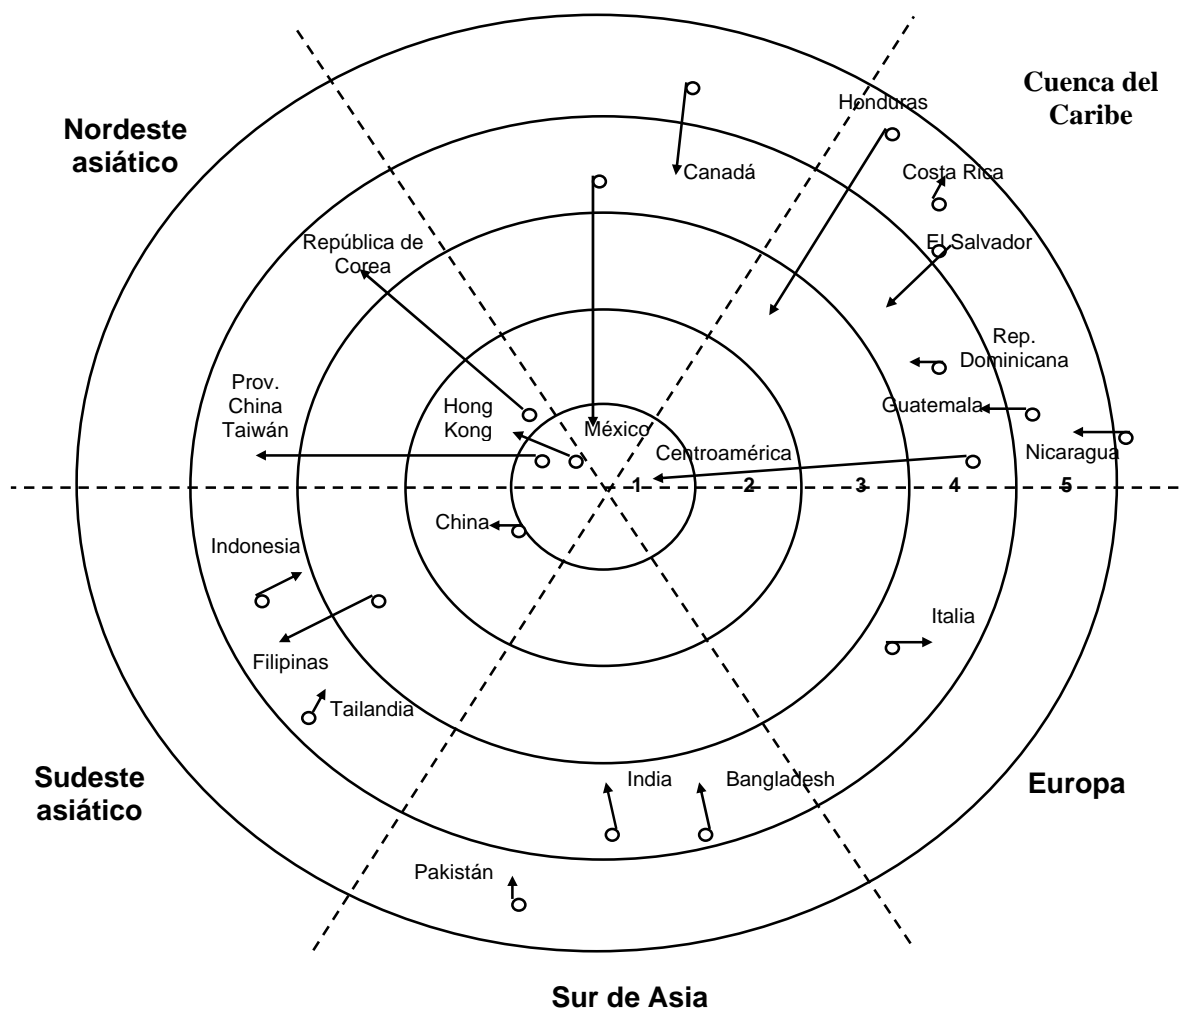 Cuenca del
Caribe
Honduras
Nordeste
asiático
Canadá
Costa Rica
República de
Corea
El Salvador
Rep.
Dominicana
Prov.
China
Taiwán
Hong
Kong
México
Guatemala
Centroamérica
Nicaragua
1
2
3
4
5
China
Indonesia
Italia
Filipinas
Tailandia
Sudeste
asiático
India
Bangladesh
Europa
Pakistán
Sur de Asia